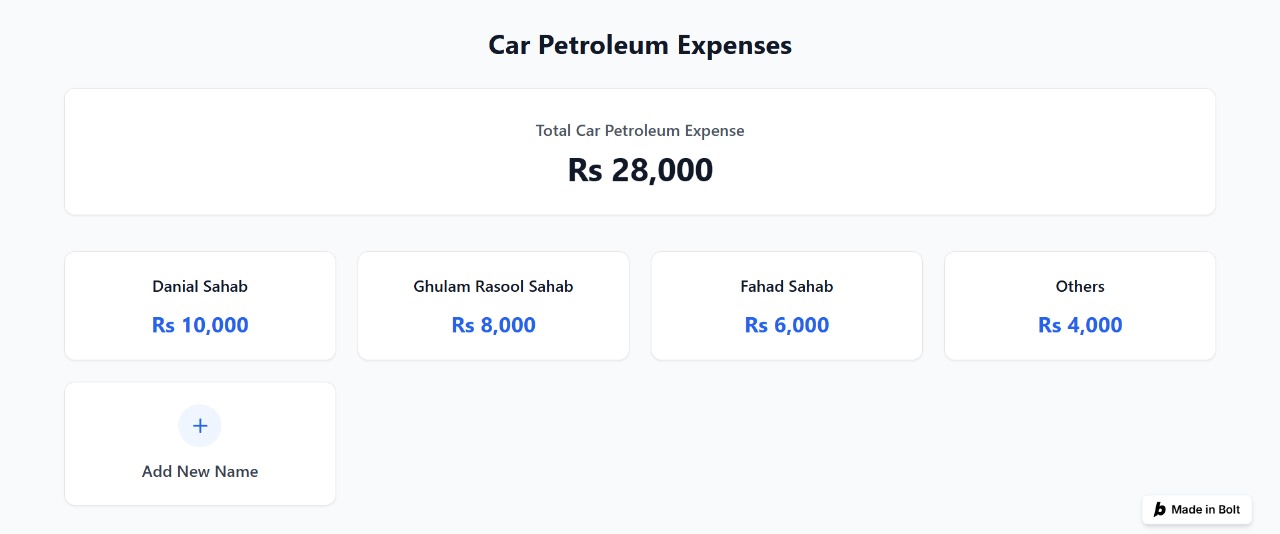 Car Petroleum Expenses
Total Car Petroleum Expense
Rs 28,000
Danial Sahab
Rs 10,000
Ghulam Rasool Sahab
Rs 8,000
Fahad Sahab
Rs 6,000
Others
Rs 4,000
+
Add New Name
b Made in Bolt